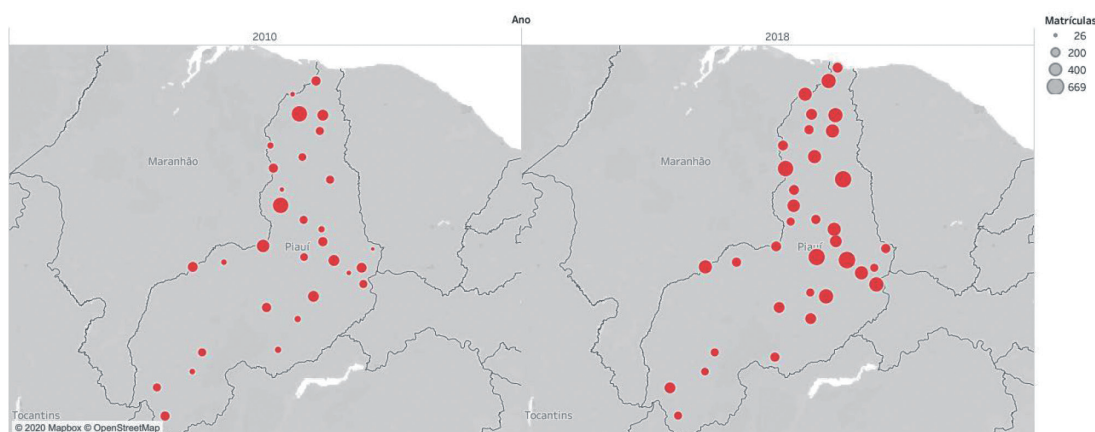 Ano
2010
2018
Matrículas
26
200
400
669
Maranhão
Piauí
Tocantins
© 2020 Mapbox © OpenStreetMap
Maranhão
Piauí
Tocantins